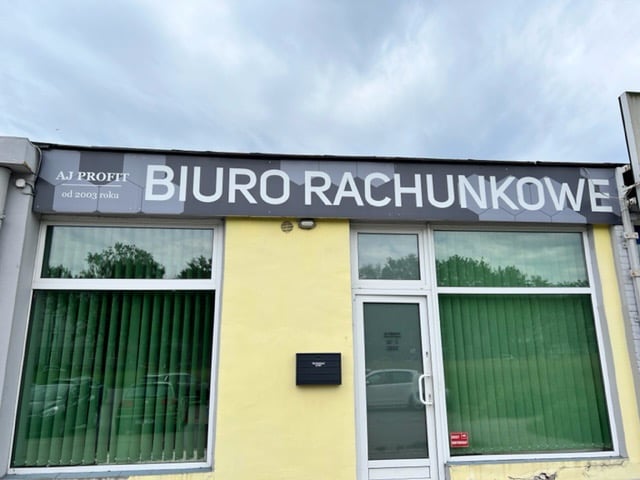 AJ PROFIT
od 2003 roku
BIURO RACHUNKOWE